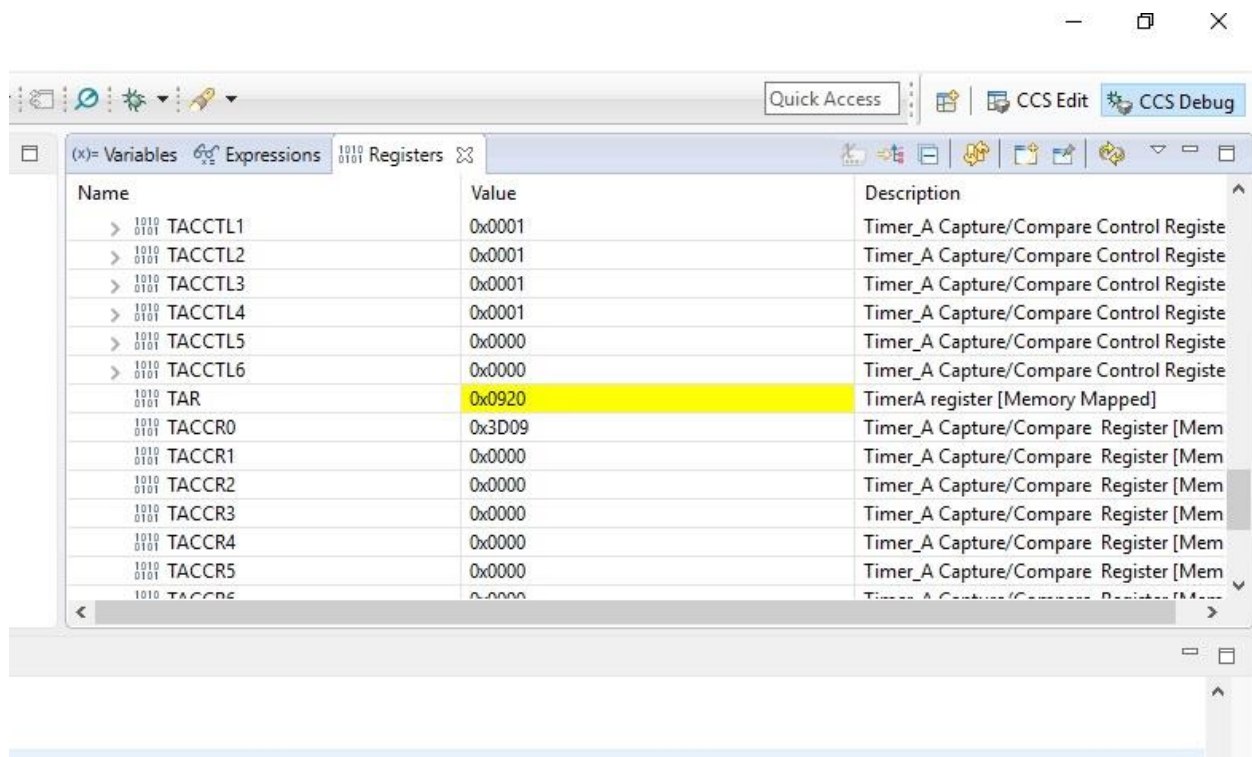 Quick Access CCS Edit CCS Debug
(x)= Variables Expressions Registers
Name Value Description
TACCTL1 0x0001 Timer_A Capture/Compare Control Registe
TACCTL2 0x0001 Timer_A Capture/Compare Control Registe
TACCTL3 0x0001 Timer_A Capture/Compare Control Registe
TACCTL4 0x0001 Timer_A Capture/Compare Control Registe
TACCTL5 0x0000 Timer_A Capture/Compare Control Registe
TACCTL6 0x0000 Timer_A Capture/Compare Control Registe
TAR 0x0920 TimerA register [Memory Mapped]
TACCR0 0x3D09 Timer_A Capture/Compare Register [Mem
TACCR1 0x0000 Timer_A Capture/Compare Register [Mem
TACCR2 0x0000 Timer_A Capture/Compare Register [Mem
TACCR3 0x0000 Timer_A Capture/Compare Register [Mem
TACCR4 0x0000 Timer_A Capture/Compare Register [Mem
TACCR5 0x0000 Timer_A Capture/Compare Register [Mem